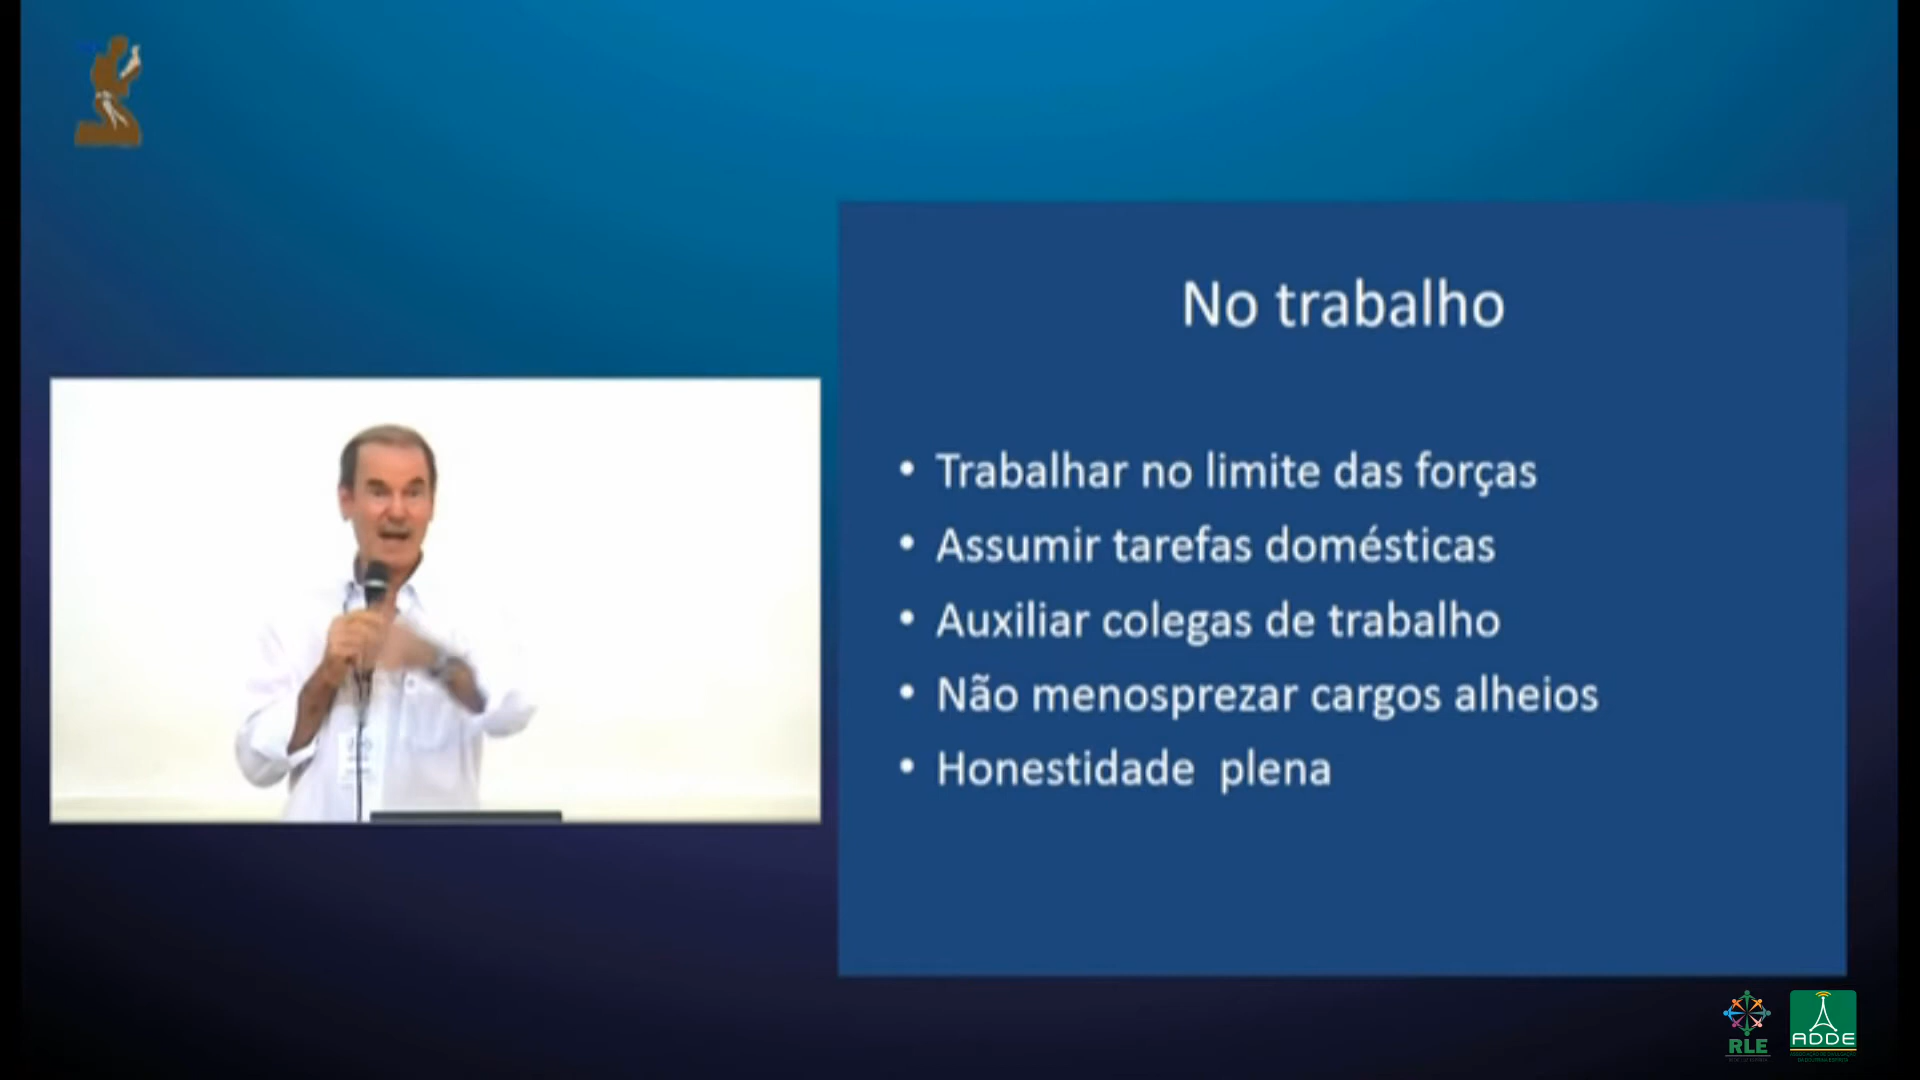 No trabalho
• Trabalhar no limite das forças
• Assumir tarefas domésticas
• Auxiliar colegas de trabalho
• Não menosprezar cargos alheios
• Honestidade  plena
RLE
ADDE